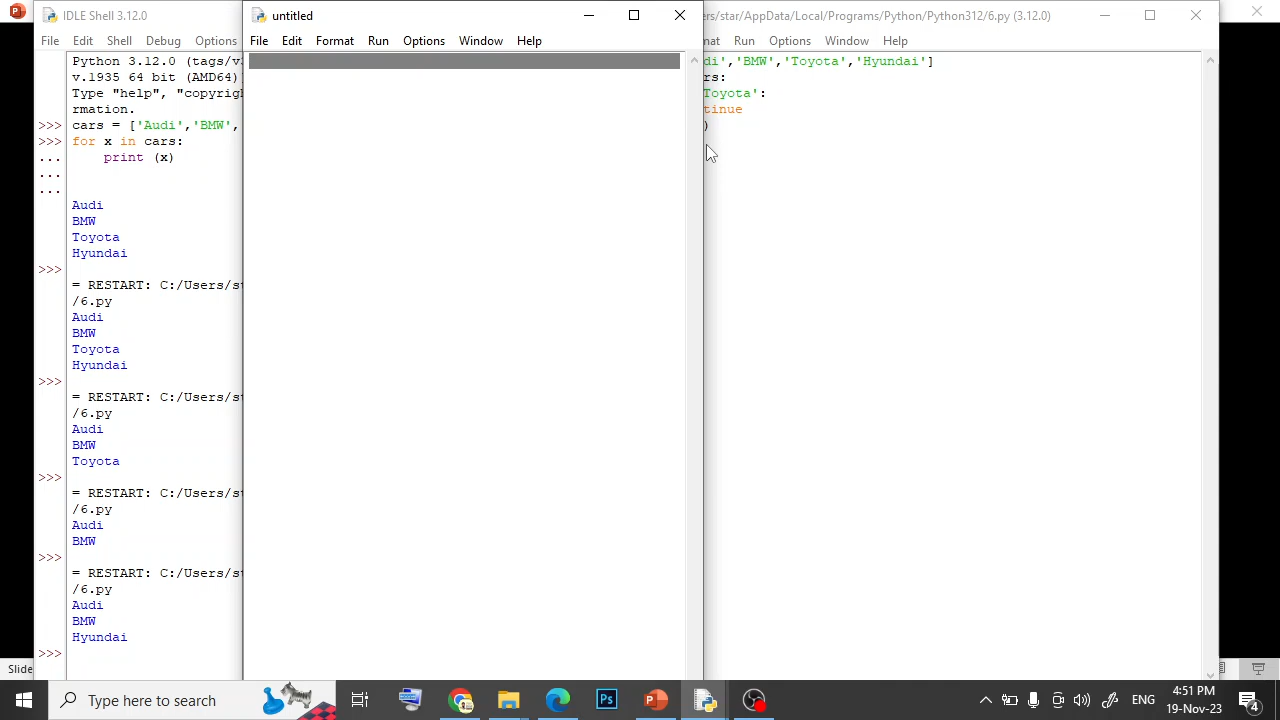 IDLE Shell 3.12.0
File Edit Shell Debug Options
Python 3.12.0 (tags/v
v.1935 64 bit (AMD64)
Type "help", "copyrig
rmation.
>>> cars = ['Audi','BMW',
>>> for x in cars:
... print (x)
...
...
Audi
BMW
Toyota
Hyundai
>>>
= RESTART: C:/Users/s
/6.py
Audi
BMW
Toyota
Hyundai
>>>
= RESTART: C:/Users/s
/6.py
Audi
BMW
Toyota
>>>
= RESTART: C:/Users/s
/6.py
Audi
BMW
>>>
= RESTART: C:/Users/s
/6.py
Audi
BMW
Hyundai
>>>
untitled
File Edit Format Run Options Window Help
ers/star/AppData/Local/Programs/Python/Python312/6.py (3.12.0)
mat Run Options Window Help
di','BMW','Toyota','Hyundai']
rs:
Toyota':
tinue
)
Slide
Type here to search
Ps
ENG
4:51 PM
19-Nov-23
4